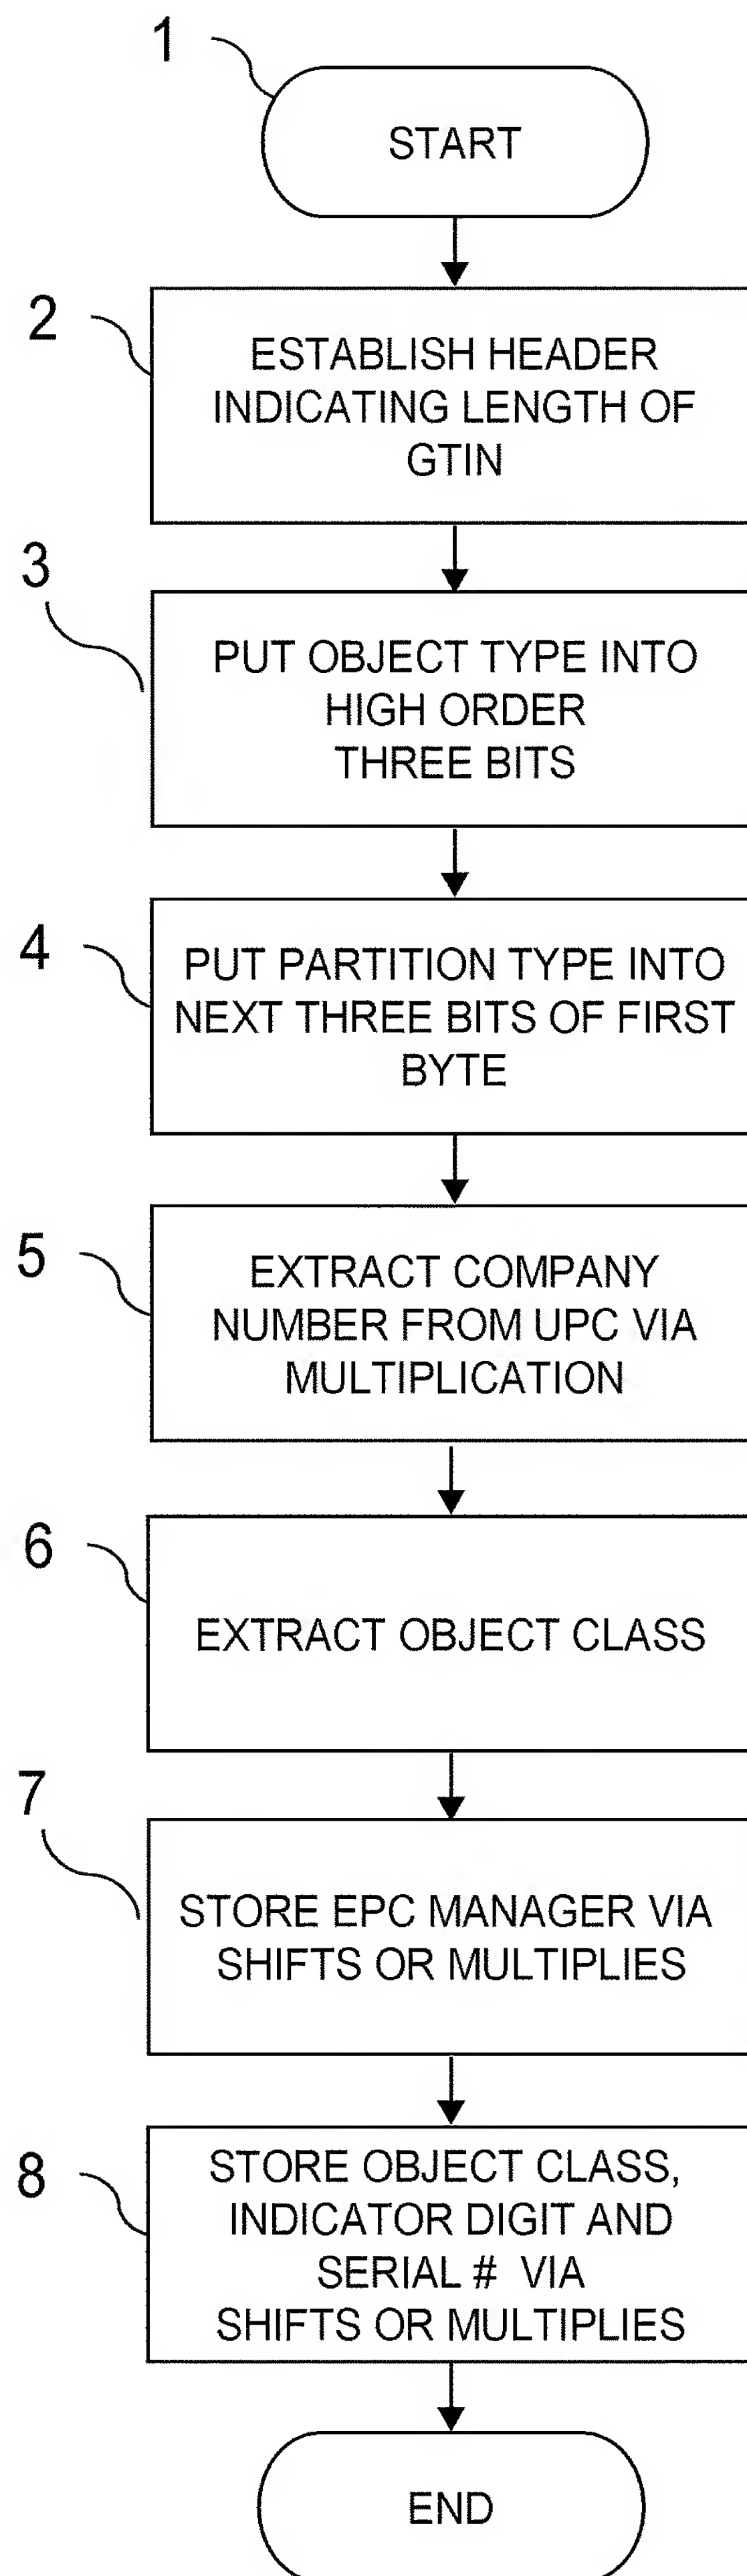 1
START
2
ESTABLISH HEADER
INDICATING LENGTH OF
GTIN
3
PUT OBJECT TYPE INTO
HIGH ORDER
THREE BITS
4
PUT PARTITION TYPE INTO
NEXT THREE BITS OF FIRST
BYTE
5
EXTRACT COMPANY
NUMBER FROM UPC VIA
MULTIPLICATION
6
EXTRACT OBJECT CLASS
7
STORE EPC MANAGER VIA
SHIFTS OR MULTIPLIES
8
STORE OBJECT CLASS,
INDICATOR DIGIT AND
SERIAL # VIA
SHIFTS OR MULTIPLIES
END